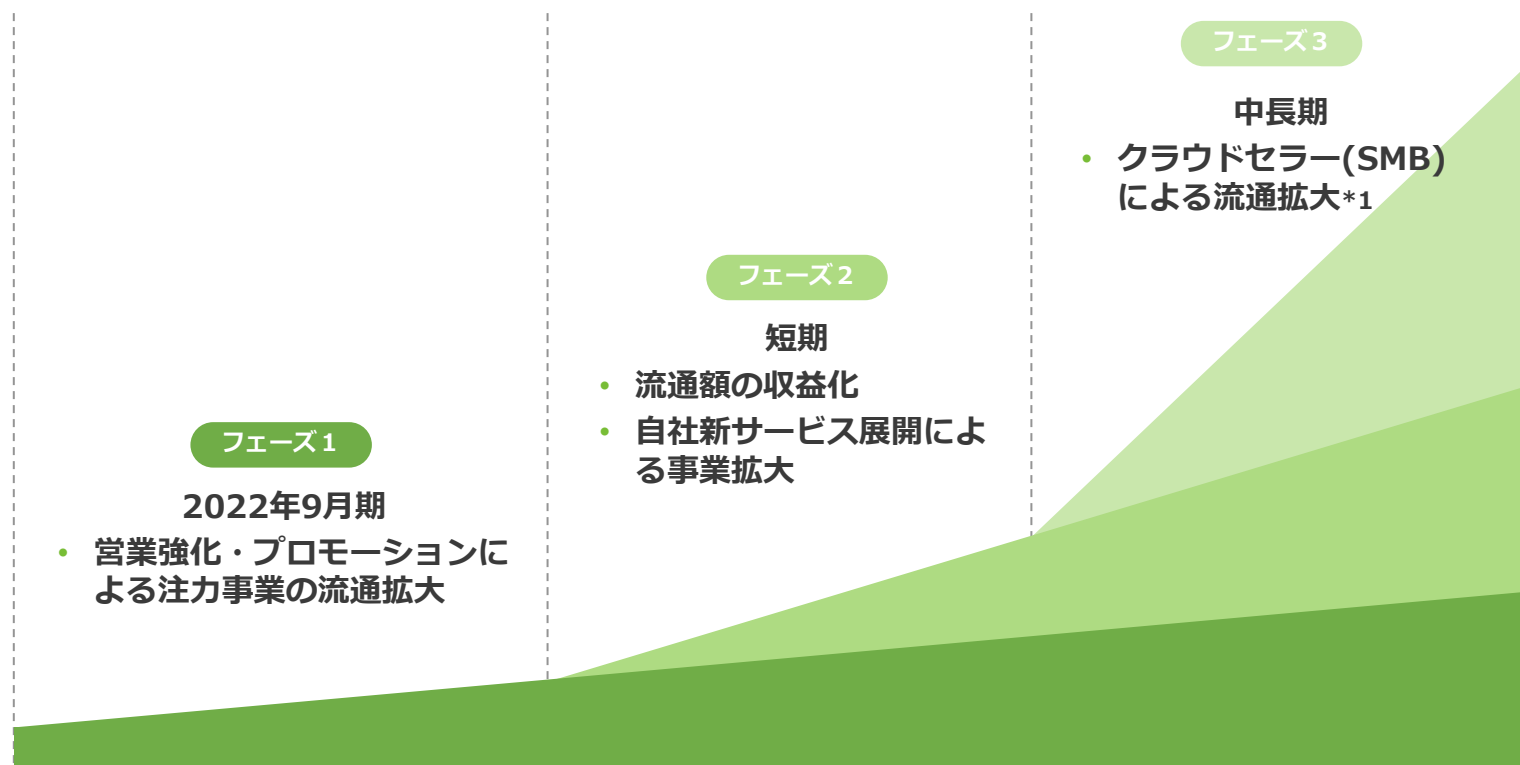 フェーズ1
2022年9月期
• 営業強化・プロモーションに
よる注力事業の流通拡大
フェーズ2
短期
• 流通額の収益化
• 自社新サービス展開によ
る事業拡大
フェーズ3
中長期
• クラウドセラー(SMB)
による流通拡大*1